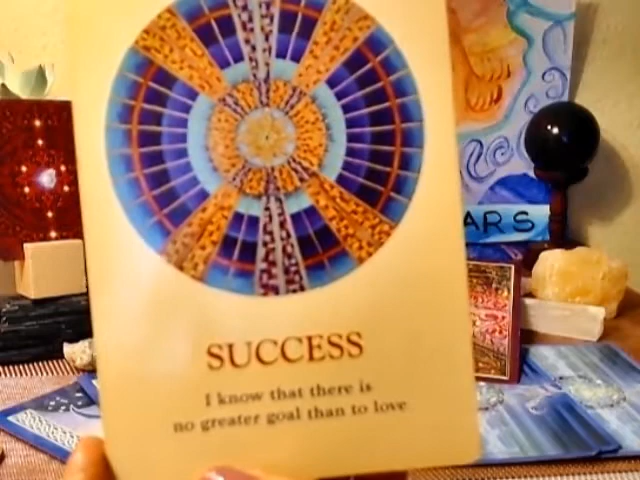 ARS
SUCCESS
I know that there is
no greater goal than to love